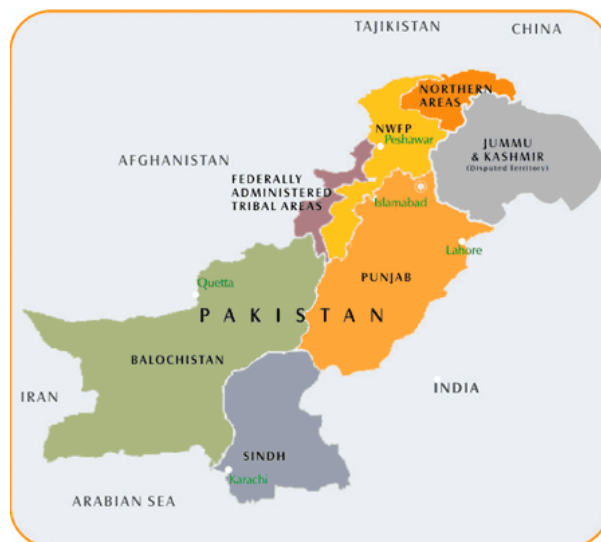 TAJIKISTAN
CHINA
NORTHERN
AREAS
NWFP
Peshawar
JUMMU
& KASHMIR
(Disputed Territory)
AFGHANISTAN
FEDERALLY
ADMINISTERED
TRIBAL AREAS
Islamabad
Lahore
PUNJAB
Quetta
PAKISTAN
BALOCHISTAN
INDIA
IRAN
SINDH
Karachi
ARABIAN SEA